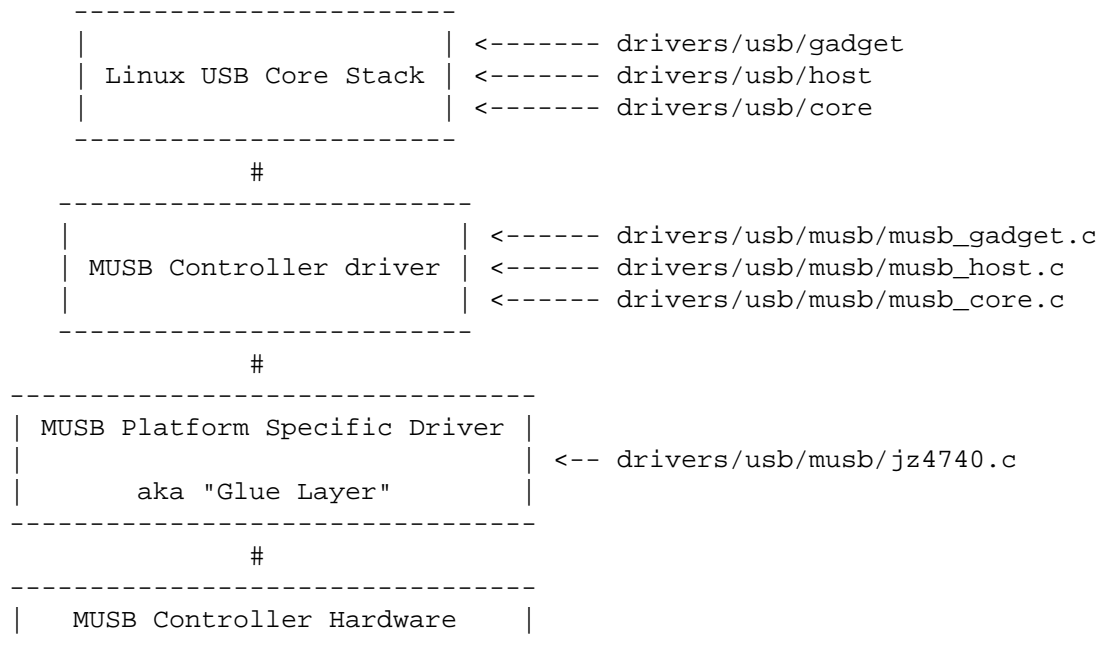 Linux USB Core Stack
<------- drivers/usb/gadget
<------- drivers/usb/host
<------- drivers/usb/core
#
MUSB Controller driver
<------ drivers/usb/musb/musb_gadget.c
<------ drivers/usb/musb/musb_host.c
<------ drivers/usb/musb/musb_core.c
#
MUSB Platform Specific Driver
<-- drivers/usb/musb/jz4740.c
aka "Glue Layer"
#
MUSB Controller Hardware